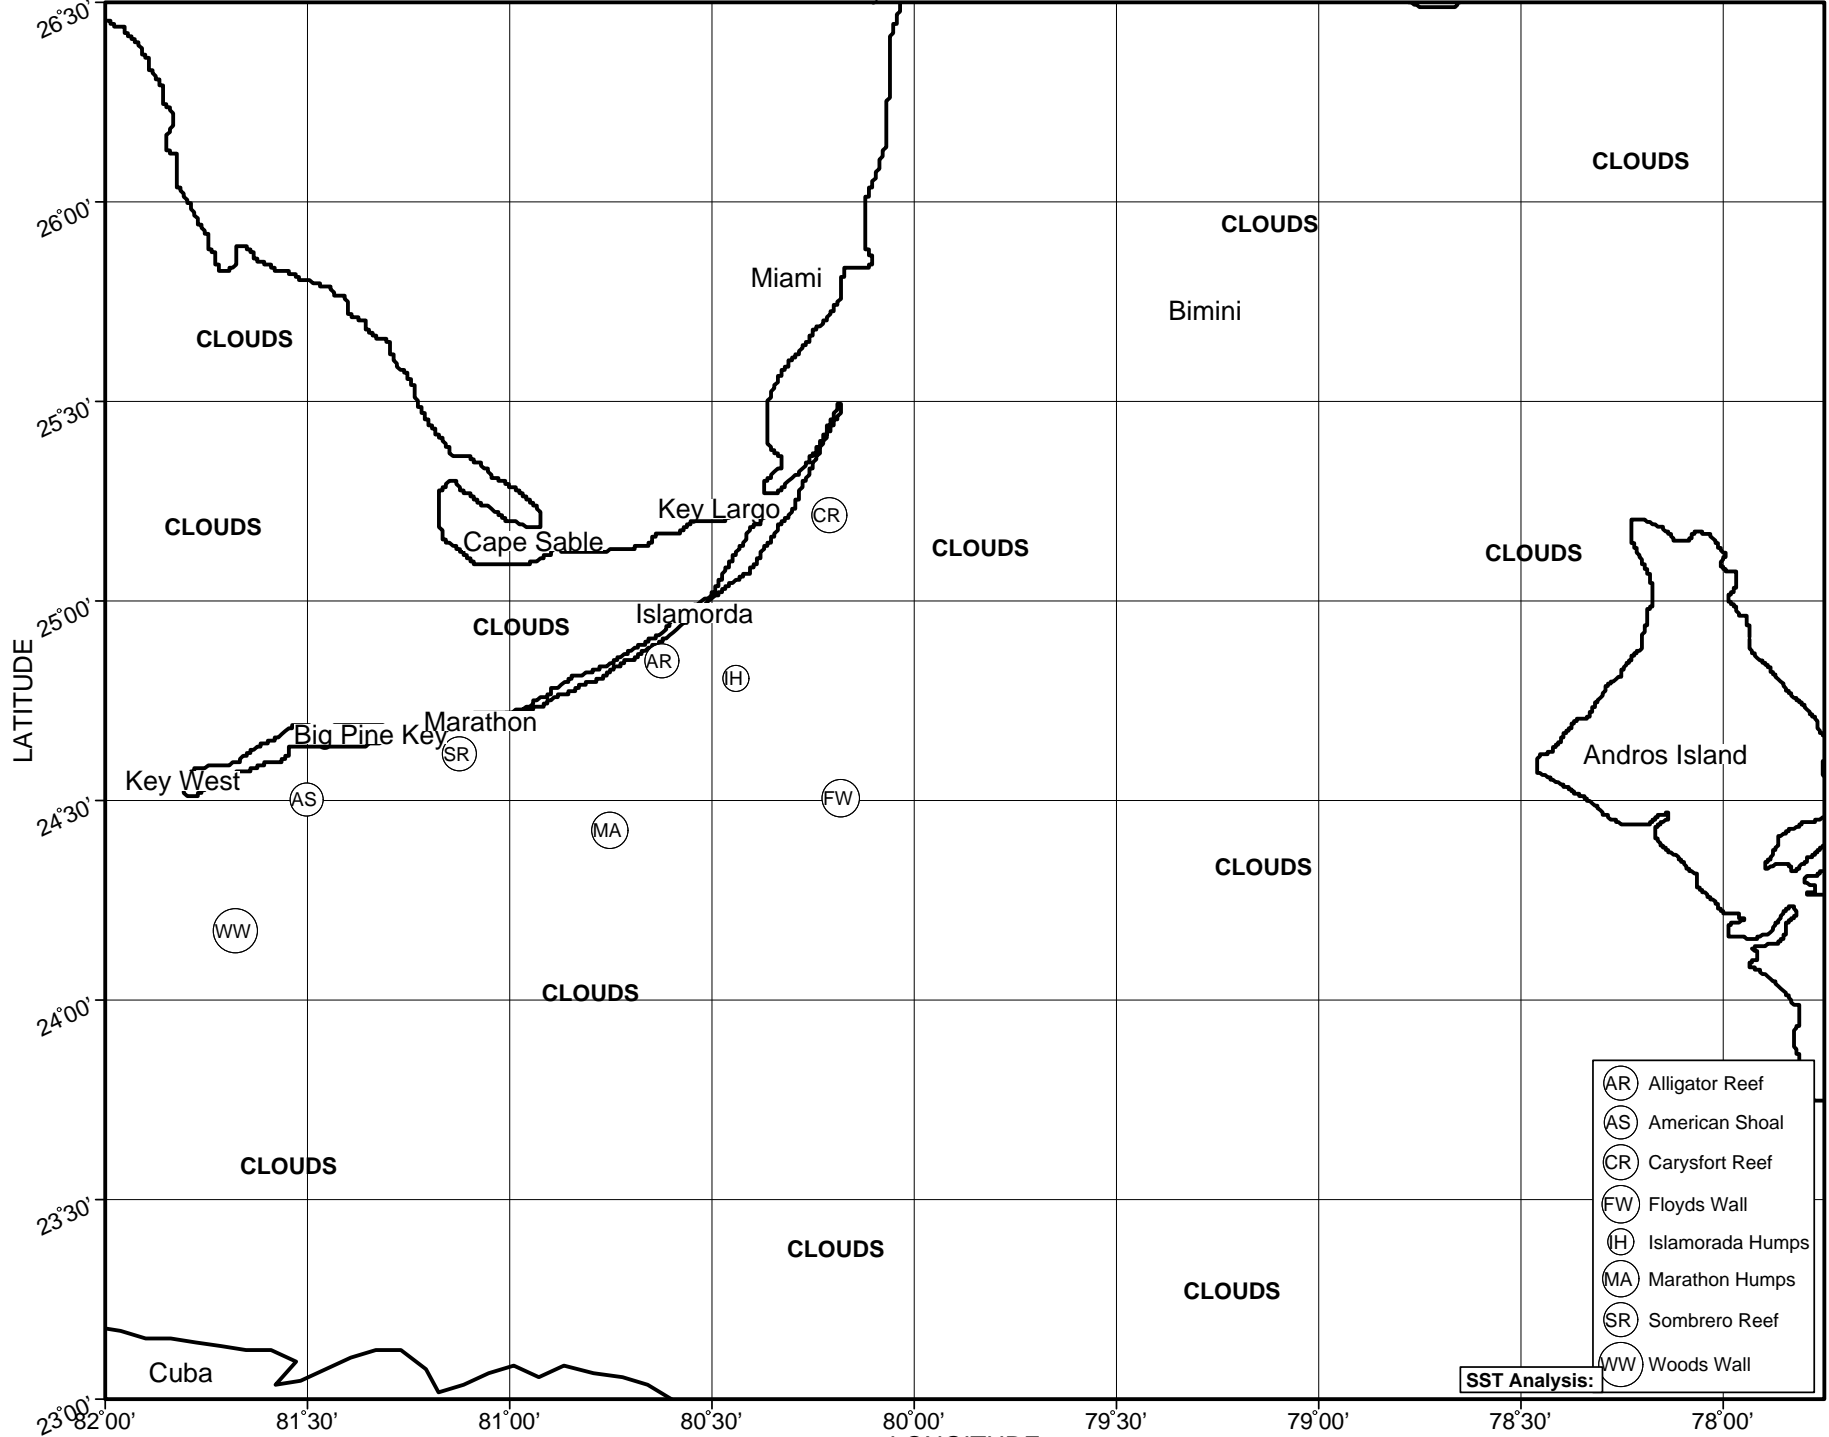 26°30'
CLOUDS
26°00'
CLOUDS
Miami
Bimini
CLOUDS
25°30'
Key Largo
CR
CLOUDS
Cape Sable
CLOUDS
CLOUDS
25°00'
Islamorda
CLOUDS
AR
IH
LATITUDE
Marathon
Big Pine Key
SR
Andros Island
Key West
24°30'
AS
FW
MA
CLOUDS
WW
CLOUDS
24°00'
AR Alligator Reef
AS American Shoal
CR Carysfort Reef
FW Floyds Wall
IH Islamorada Humps
MA Marathon Humps
SR Sombrero Reef
WW Woods Wall
CLOUDS
23°30'
CLOUDS
CLOUDS
Cuba
SST Analysis:
23°00'
82°00' 81°30' 81°00' 80°30' 80°00' 79°30' 79°00' 78°30' 78°00'